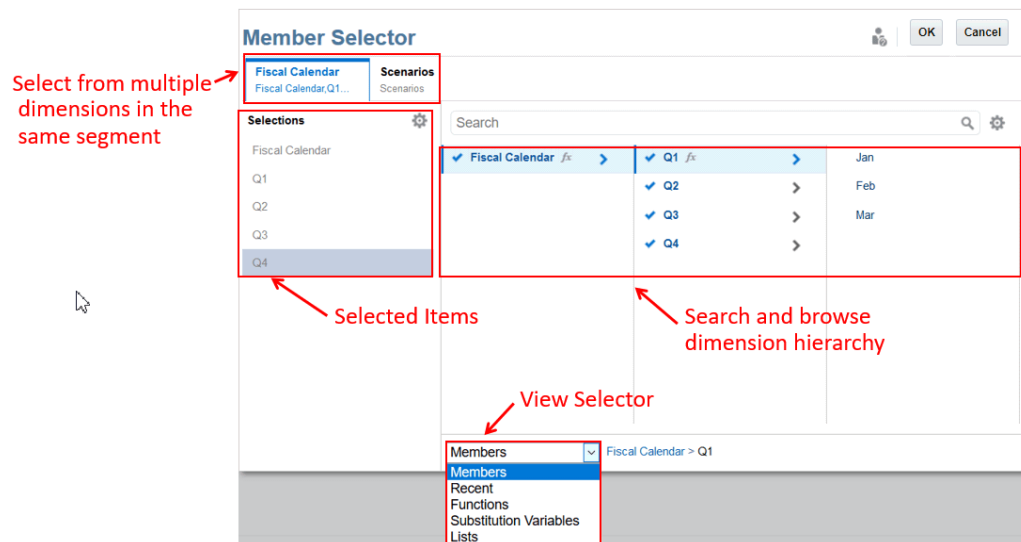 Member Selector
OK
Cancel
Select from multiple
dimensions in the
same segment
Fiscal Calendar
Fiscal Calendar,Q1...
Scenarios
Scenarios
Selections
Fiscal Calendar
Q1
Q2
Q3
Q4
Search
Fiscal Calendar fx
Q1 fx
Q2
Q3
Q4
Jan
Feb
Mar
Selected Items
Search and browse
dimension hierarchy
View Selector
Members
Fiscal Calendar > Q1
Members
Recent
Functions
Substitution Variables
Lists